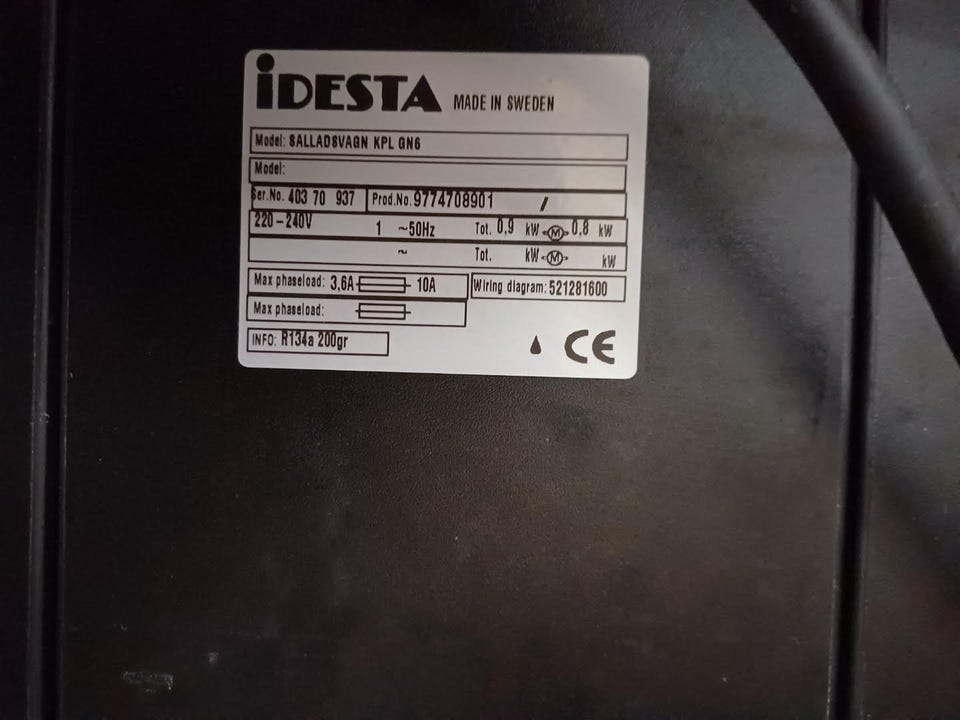 iDESTA MADE IN SWEDEN
Model: SALLADSVAGN KPL GN6
Model:
Ser.No. 403 70 937 Prod.No. 9774708901 /
220-240V 1 ~50Hz Tot. 0,9 kW M 0,8 kW
~ Tot. kW M kW
Max phaseload: 3,6A 10A Wiring diagram: 521281600
Max phaseload:
INFO: R134a 200gr CE